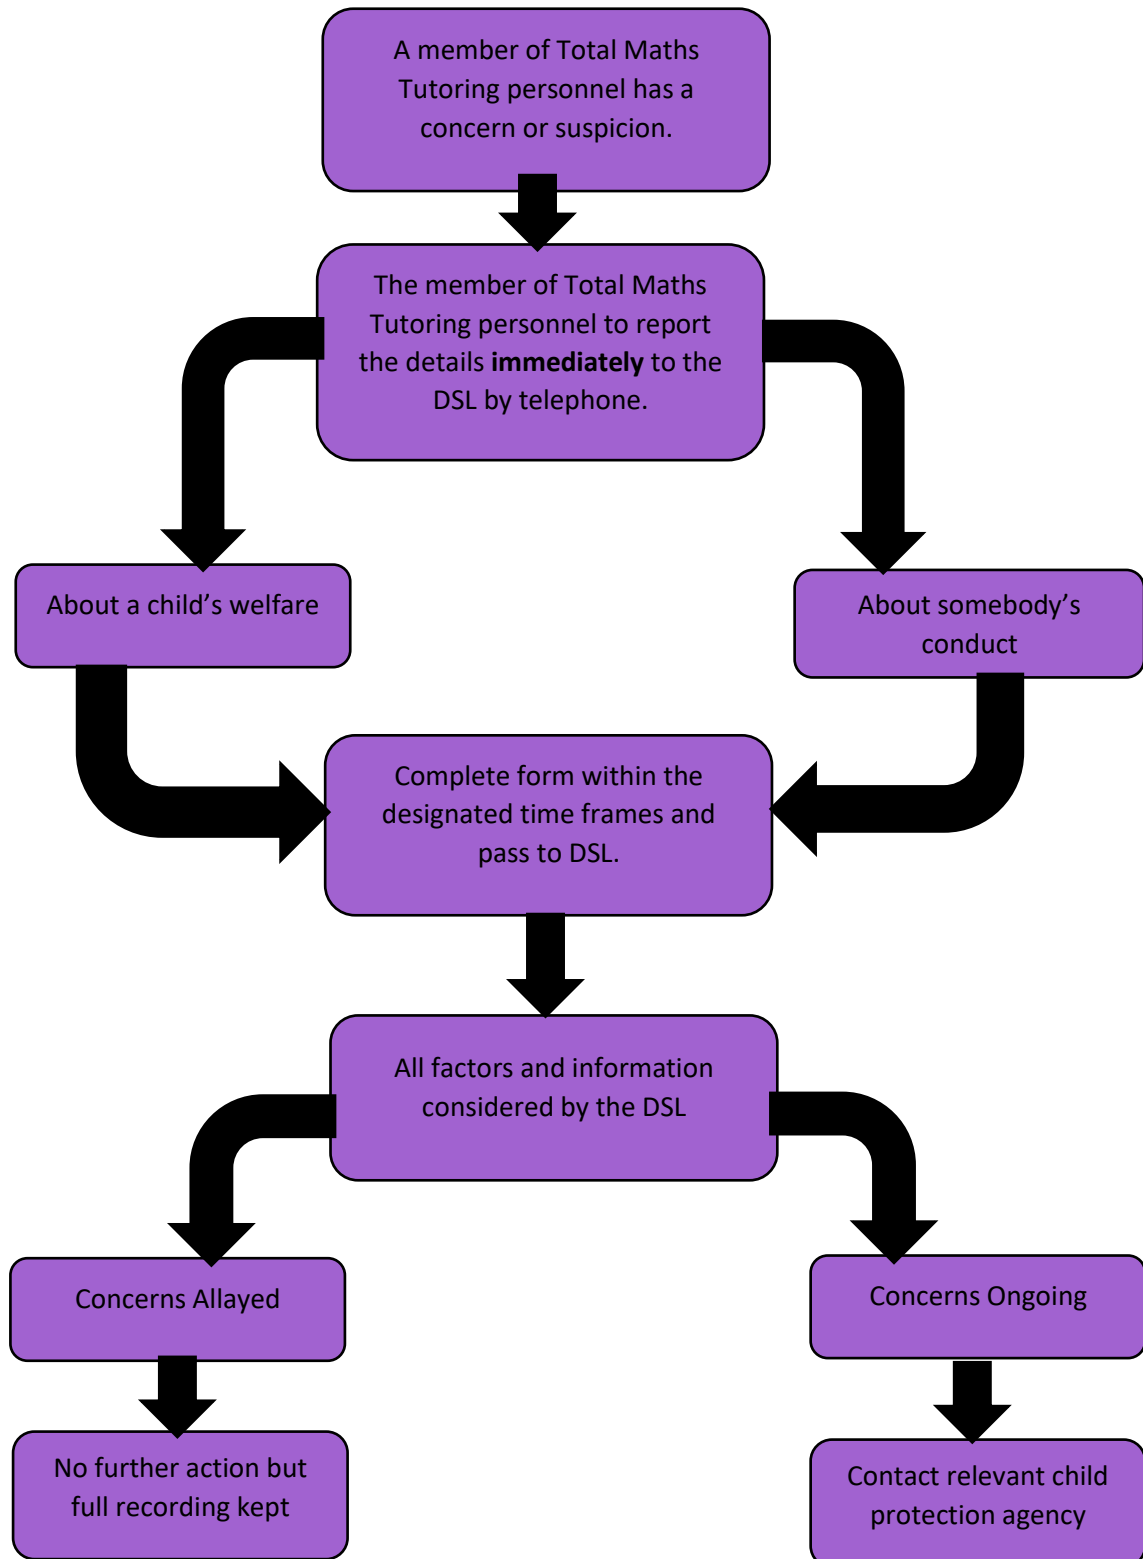 A member of Total Maths
Tutoring personnel has a
concern or suspicion.
The member of Total Maths
Tutoring personnel to report
the details immediately to the
DSL by telephone.
About a child’s welfare
About somebody’s
conduct
Complete form within the
designated time frames and
pass to DSL.
All factors and information
considered by the DSL
Concerns Allayed
Concerns Ongoing
No further action but
full recording kept
Contact relevant child
protection agency